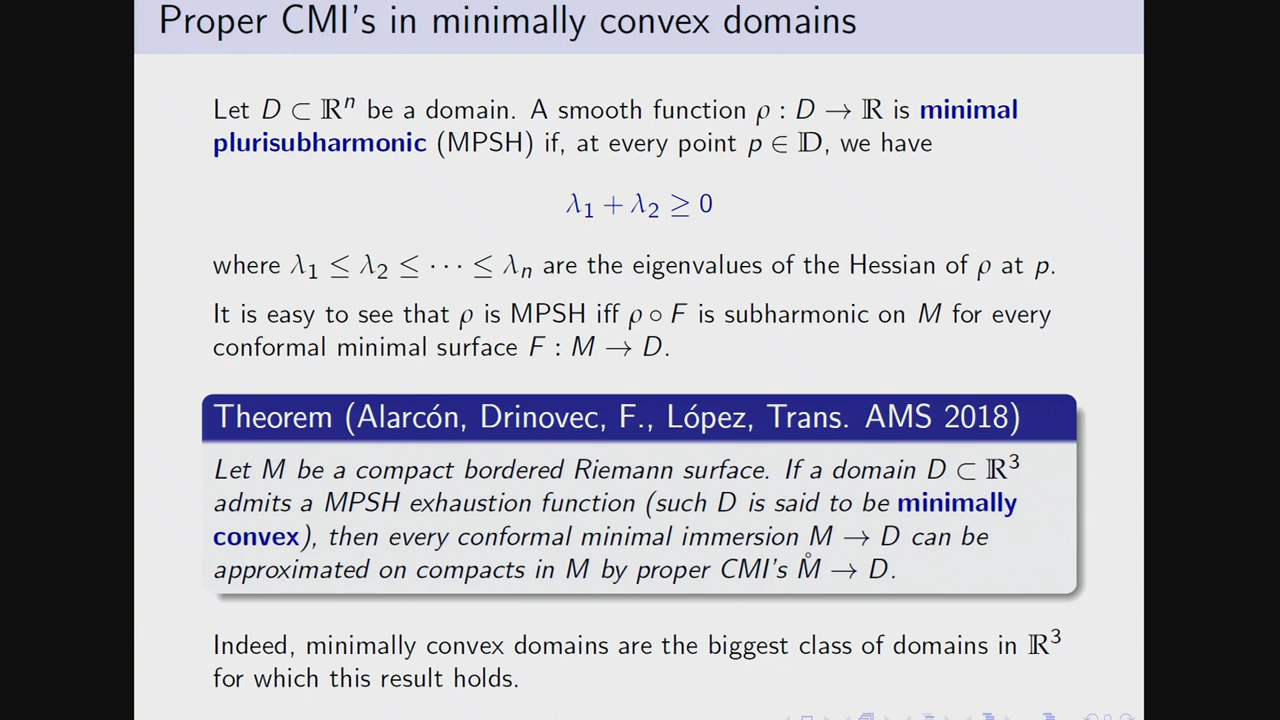 Proper CMI's in minimally convex domains
Let D ⊂ ℝⁿ be a domain. A smooth function ρ : D → ℝ is minimal
plurisubharmonic (MPSH) if, at every point p ∈ 𝔻, we have
λ₁ + λ₂ ≥ 0
where λ₁ ≤ λ₂ ≤ ··· ≤ λₙ are the eigenvalues of the Hessian of ρ at p.
It is easy to see that ρ is MPSH iff ρ ∘ F is subharmonic on M for every
conformal minimal surface F : M → D.
Theorem (Alarcón, Drinovec, F., López, Trans. AMS 2018)
Let M be a compact bordered Riemann surface. If a domain D ⊂ ℝ³
admits a MPSH exhaustion function (such D is said to be minimally
convex), then every conformal minimal immersion M → D can be
approximated on compacts in M by proper CMI's M̊ → D.
Indeed, minimally convex domains are the biggest class of domains in ℝ³
for which this result holds.